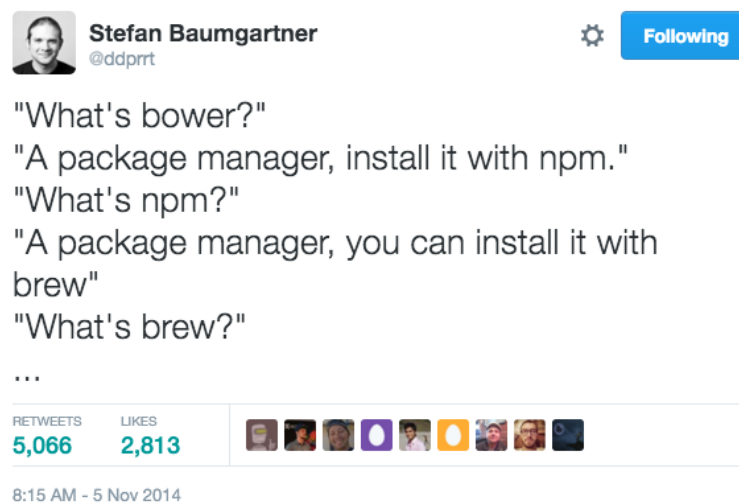 Stefan Baumgartner
@ddprrt
Following
"What's bower?"
"A package manager, install it with npm."
"What's npm?"
"A package manager, you can install it with
brew"
"What's brew?"
...
RETWEETS LIKES
5,066 2,813
8:15 AM - 5 Nov 2014